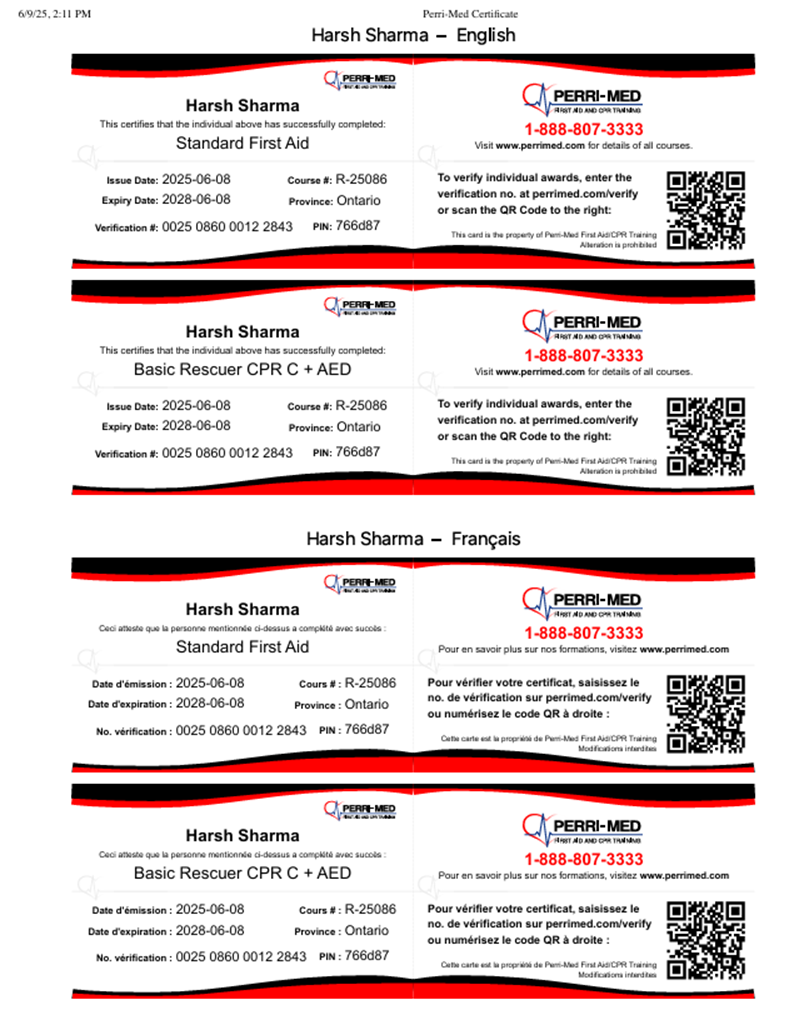 6/9/25, 2:11 PM Perri-Med Certificate
Harsh Sharma – English
PERRI-MED
FIRST AID AND CPR TRAINING
Harsh Sharma
This certifies that the individual above has successfully completed:
Standard First Aid
Issue Date: 2025-06-08 Course #: R-25086
Expiry Date: 2028-06-08 Province: Ontario
Verification #: 0025 0860 0012 2843 PIN: 766d87
PERRI-MED
FIRST AID AND CPR TRAINING
1-888-807-3333
Visit www.perrimed.com for details of all courses.
To verify individual awards, enter the
verification no. at perrimed.com/verify
or scan the QR Code to the right:
This card is the property of Perri-Med First Aid/CPR Training
Alteration is prohibited
PERRI-MED
FIRST AID AND CPR TRAINING
Harsh Sharma
This certifies that the individual above has successfully completed:
Basic Rescuer CPR C + AED
Issue Date: 2025-06-08 Course #: R-25086
Expiry Date: 2028-06-08 Province: Ontario
Verification #: 0025 0860 0012 2843 PIN: 766d87
PERRI-MED
FIRST AID AND CPR TRAINING
1-888-807-3333
Visit www.perrimed.com for details of all courses.
To verify individual awards, enter the
verification no. at perrimed.com/verify
or scan the QR Code to the right:
This card is the property of Perri-Med First Aid/CPR Training
Alteration is prohibited
Harsh Sharma – Français
PERRI-MED
FIRST AID AND CPR TRAINING
Harsh Sharma
Ceci atteste que la personne mentionnée ci-dessus a complété avec succès :
Standard First Aid
Date d'émission : 2025-06-08 Cours # : R-25086
Date d'expiration : 2028-06-08 Province : Ontario
No. vérification : 0025 0860 0012 2843 PIN : 766d87
PERRI-MED
FIRST AID AND CPR TRAINING
1-888-807-3333
Pour en savoir plus sur nos formations, visitez www.perrimed.com
Pour vérifier votre certificat, saisissez le
no. de vérification sur perrimed.com/verify
ou numérisez le code QR à droite :
Cette carte est la propriété de Perri-Med First Aid/CPR Training
Modifications interdites
PERRI-MED
FIRST AID AND CPR TRAINING
Harsh Sharma
Ceci atteste que la personne mentionnée ci-dessus a complété avec succès :
Basic Rescuer CPR C + AED
Date d'émission : 2025-06-08 Cours # : R-25086
Date d'expiration : 2028-06-08 Province : Ontario
No. vérification : 0025 0860 0012 2843 PIN : 766d87
PERRI-MED
FIRST AID AND CPR TRAINING
1-888-807-3333
Pour en savoir plus sur nos formations, visitez www.perrimed.com
Pour vérifier votre certificat, saisissez le
no. de vérification sur perrimed.com/verify
ou numérisez le code QR à droite :
Cette carte est la propriété de Perri-Med First Aid/CPR Training
Modifications interdites